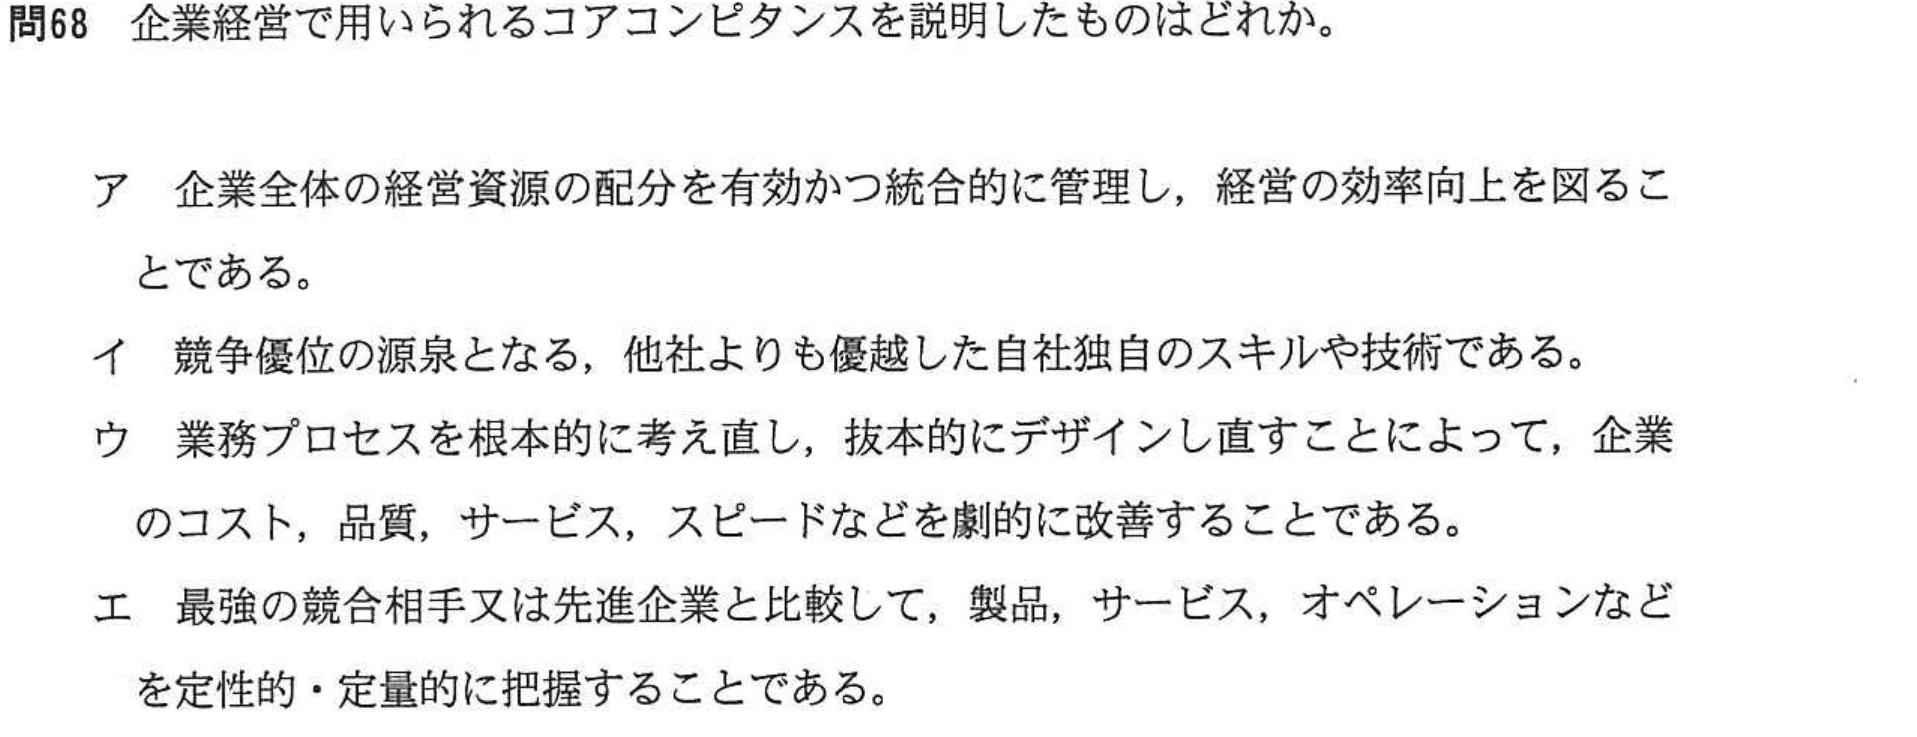 問68　企業経営で用いられるコアコンピタンスを説明したものはどれか。
ア　企業全体の経営資源の配分を有効かつ統合的に管理し，経営の効率向上を図るこ
とである。
イ　競争優位の源泉となる，他社よりも優越した自社独自のスキルや技術である。
ウ　業務プロセスを根本的に考え直し，抜本的にデザインし直すことによって，企業
のコスト，品質，サービス，スピードなどを劇的に改善することである。
エ　最強の競合相手又は先進企業と比較して，製品，サービス，オペレーションなど
を定性的・定量的に把握することである。